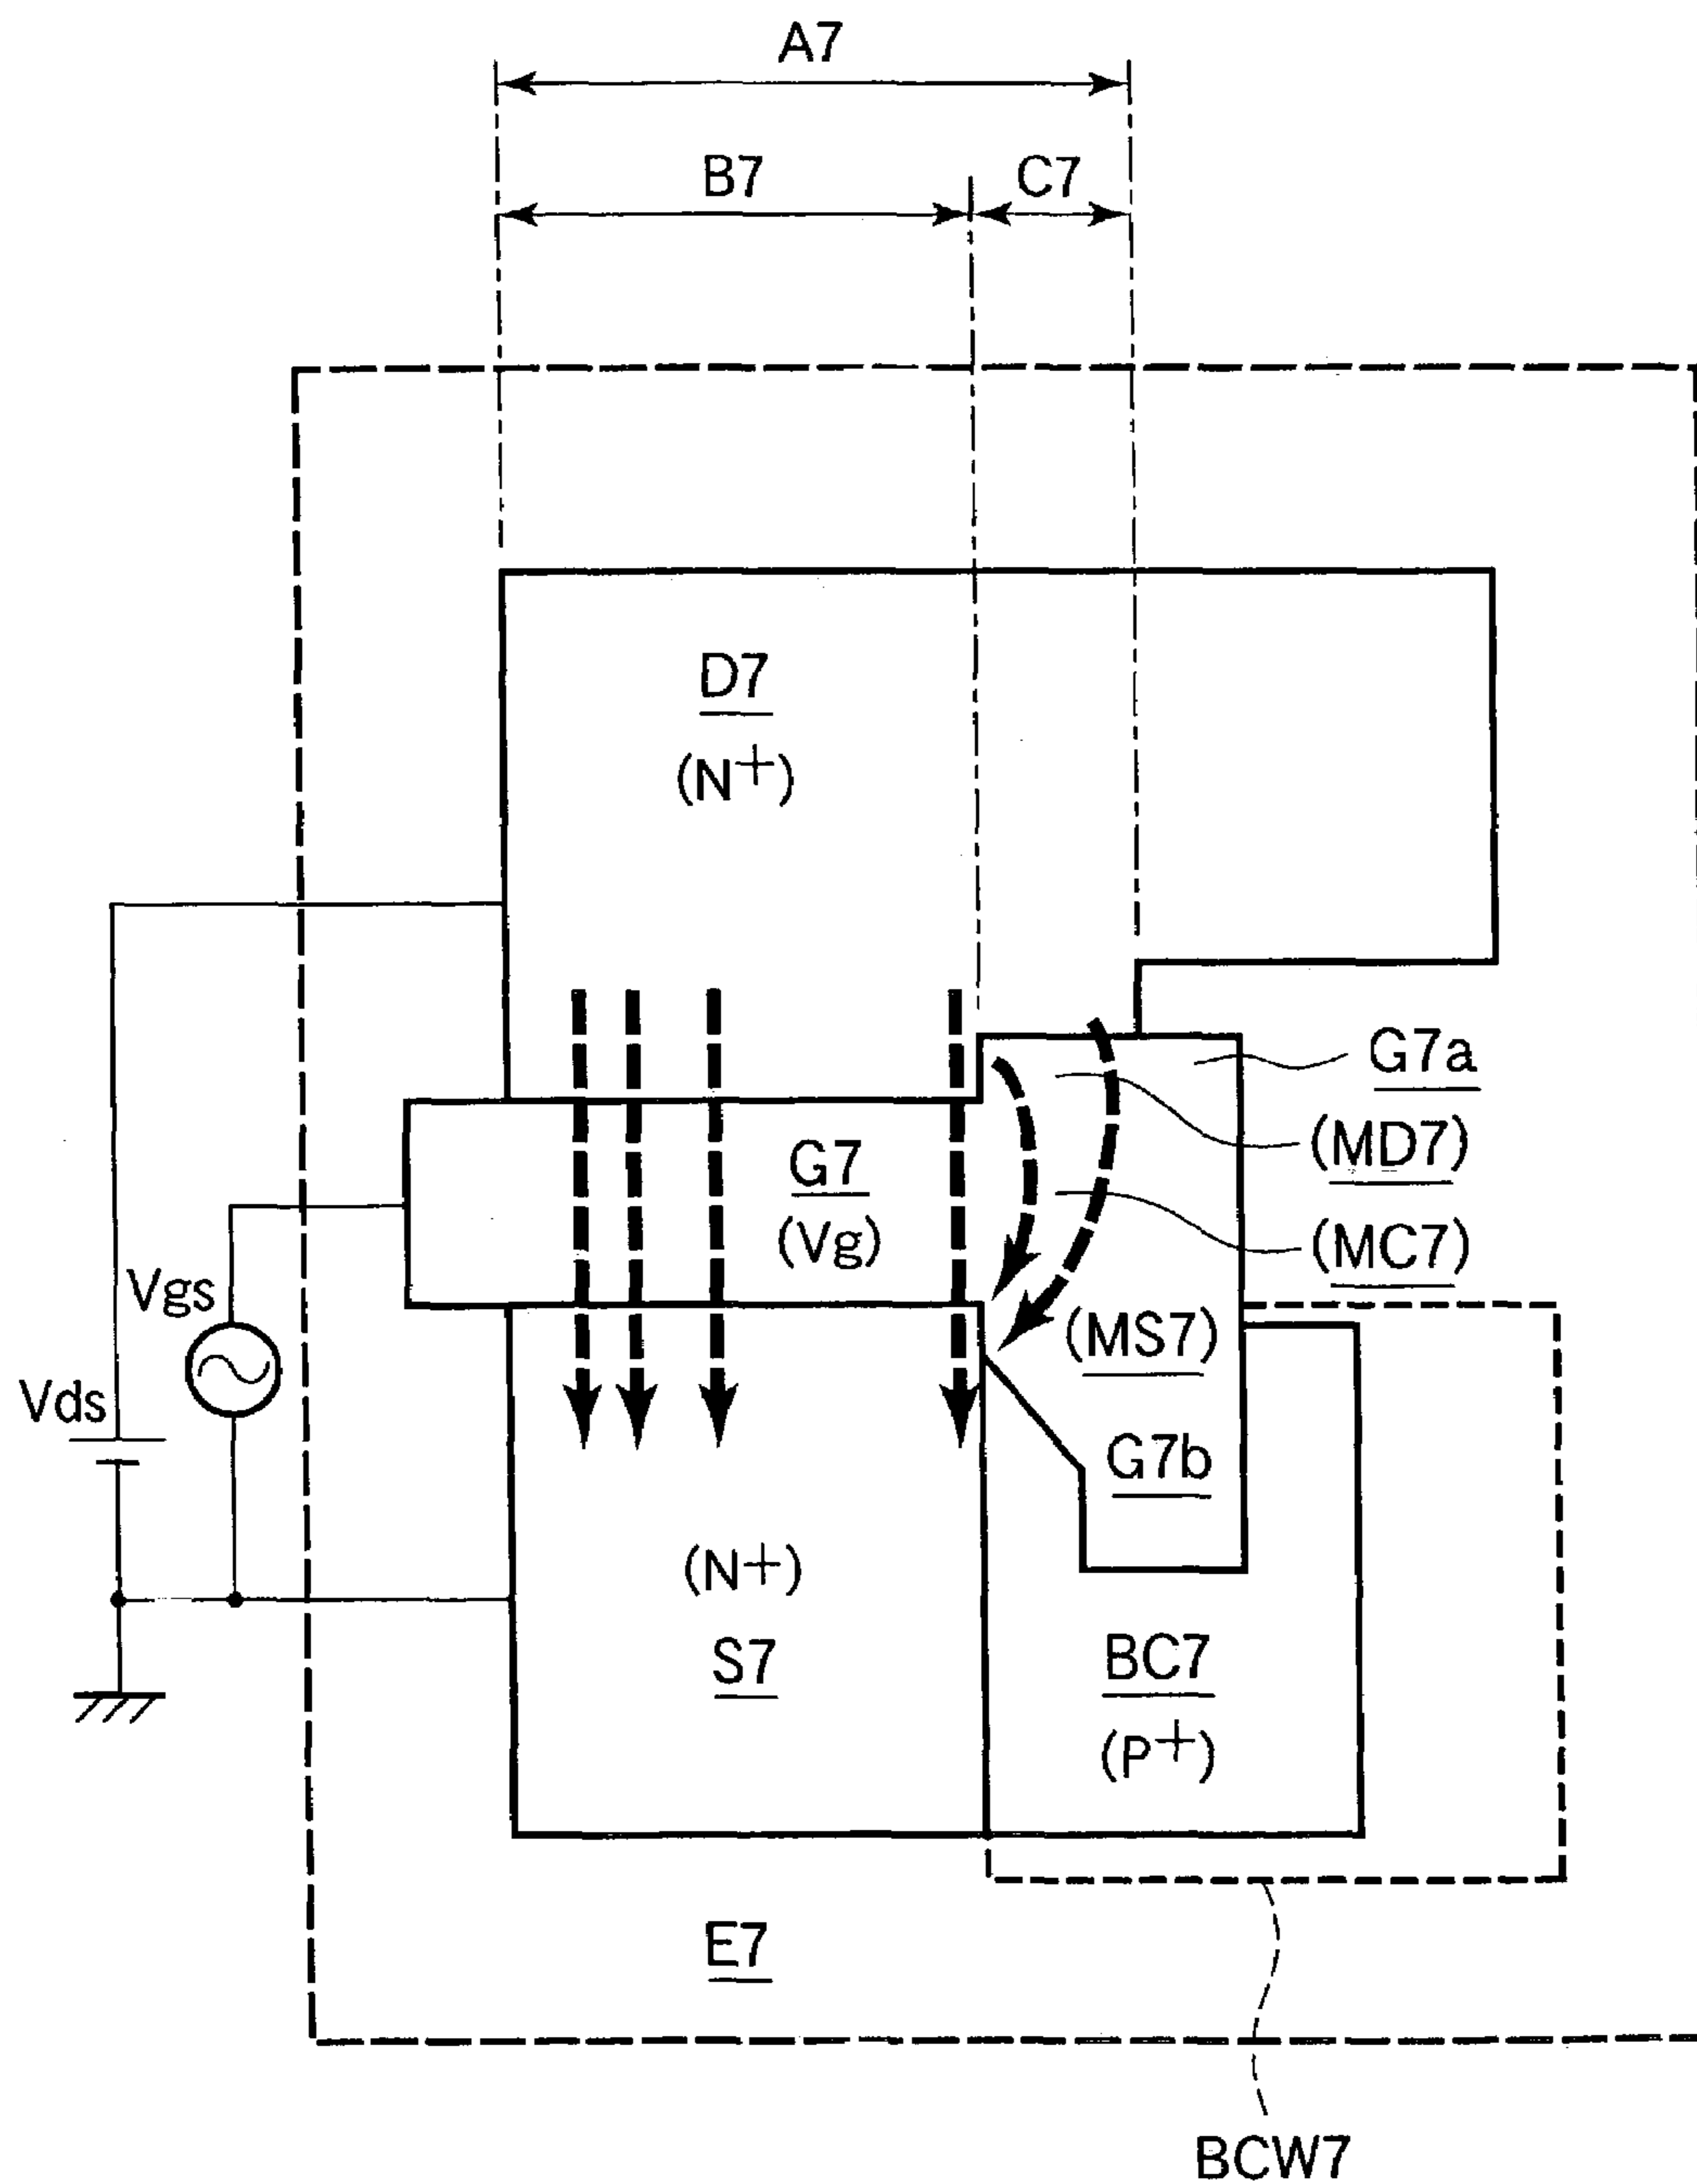 A7
B7
C7
D7
(N+)
G7a
(MD7)
G7
(Vg)
(MC7)
Vgs
(MS7)
Vds
G7b
(N+)
S7
BC7
(P+)
E7
BCW7